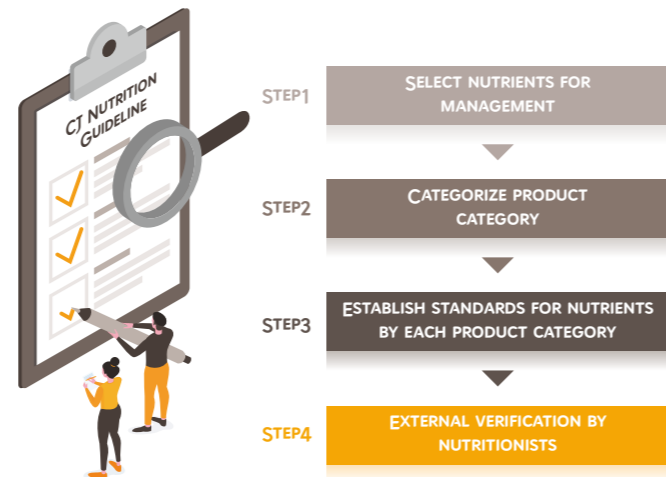 CJ Nutrition
Guideline
Step1
Select nutrients for
management
Step2
Categorize product
category
Step3
Establish standards for nutrients
by each product category
Step4
External verification by
nutritionists